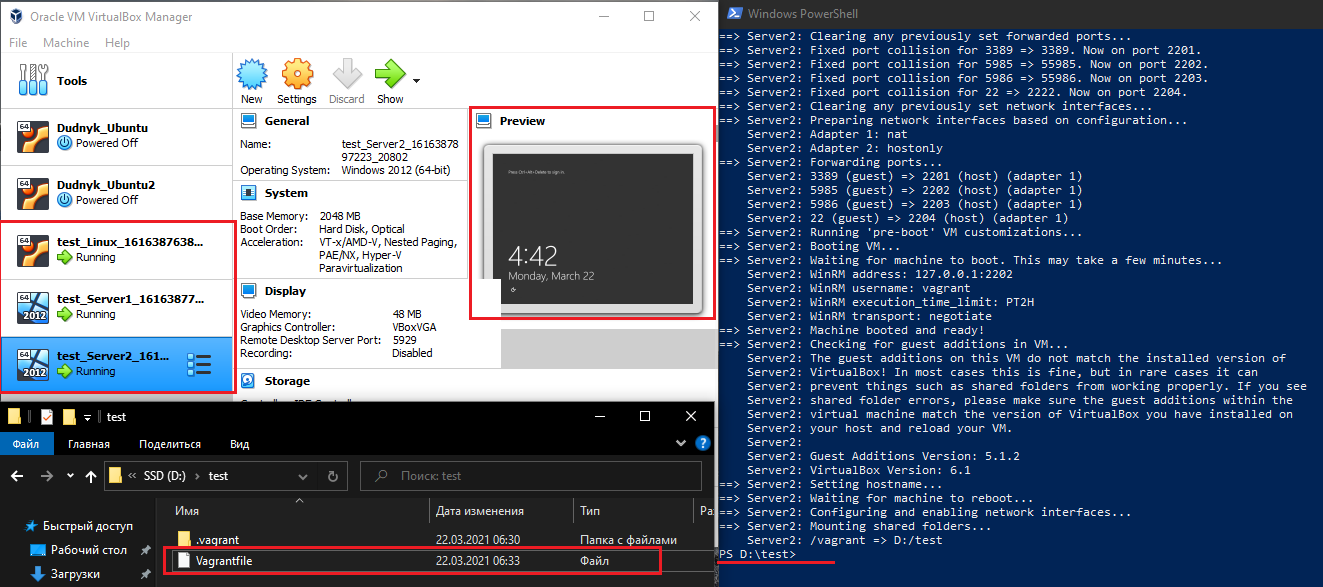 Oracle VM VirtualBox Manager
File Machine Help
Tools
New Settings Discard Show
64
Dudnyk_Ubuntu
Powered Off
64
Dudnyk_Ubuntu2
Powered Off
64
test_Linux_1616387638...
Running
64
2012
test_Server1_16163877...
Running
64
2012
test_Server2_161...
Running
General
Name: test_Server2_16163878
97223_20802
Operating System: Windows 2012 (64-bit)
System
Base Memory: 2048 MB
Boot Order: Hard Disk, Optical
Acceleration: VT-x/AMD-V, Nested Paging,
PAE/NX, Hyper-V
Paravirtualization
Display
Video Memory: 48 MB
Graphics Controller: VBoxVGA
Remote Desktop Server Port: 5929
Recording: Disabled
Storage
Preview
Press Ctrl+Alt+Delete to sign in.
4:42
Monday, March 22
test
Файл Главная Поделиться Вид
« SSD (D:) › test
Поиск: test
Быстрый доступ
Рабочий стол
Загрузки
Имя Дата изменения Тип Ра
.vagrant 22.03.2021 06:30 Папка с файлами
Vagrantfile 22.03.2021 06:33 Файл
Windows PowerShell
==> Server2: Clearing any previously set forwarded ports...
==> Server2: Fixed port collision for 3389 => 3389. Now on port 2201.
==> Server2: Fixed port collision for 5985 => 55985. Now on port 2202.
==> Server2: Fixed port collision for 5986 => 55986. Now on port 2203.
==> Server2: Fixed port collision for 22 => 2222. Now on port 2204.
==> Server2: Clearing any previously set network interfaces...
==> Server2: Preparing network interfaces based on configuration...
Server2: Adapter 1: nat
Server2: Adapter 2: hostonly
==> Server2: Forwarding ports...
Server2: 3389 (guest) => 2201 (host) (adapter 1)
Server2: 5985 (guest) => 2202 (host) (adapter 1)
Server2: 5986 (guest) => 2203 (host) (adapter 1)
Server2: 22 (guest) => 2204 (host) (adapter 1)
==> Server2: Running 'pre-boot' VM customizations...
==> Server2: Booting VM...
==> Server2: Waiting for machine to boot. This may take a few minutes...
Server2: WinRM address: 127.0.0.1:2202
Server2: WinRM username: vagrant
Server2: WinRM execution_time_limit: PT2H
Server2: WinRM transport: negotiate
==> Server2: Machine booted and ready!
==> Server2: Checking for guest additions in VM...
Server2: The guest additions on this VM do not match the installed version of
Server2: VirtualBox! In most cases this is fine, but in rare cases it can
Server2: prevent things such as shared folders from working properly. If you see
Server2: shared folder errors, please make sure the guest additions within the
Server2: virtual machine match the version of VirtualBox you have installed on
Server2: your host and reload your VM.
Server2:
Server2: Guest Additions Version: 5.1.2
Server2: VirtualBox Version: 6.1
==> Server2: Setting hostname...
==> Server2: Waiting for machine to reboot...
==> Server2: Configuring and enabling network interfaces...
==> Server2: Mounting shared folders...
Server2: /vagrant => D:/test
PS D:\test>